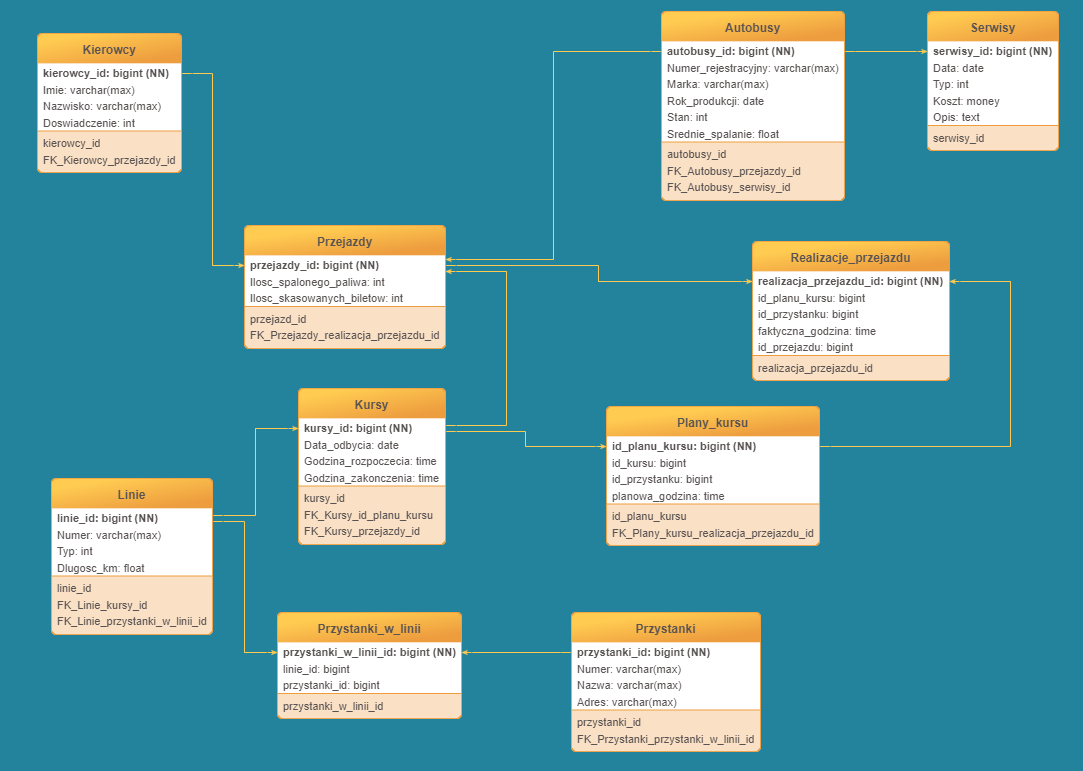 Kierowcy
kierowcy_id: bigint (NN)
Imie: varchar(max)
Nazwisko: varchar(max)
Doswiadczenie: int
kierowcy_id
FK_Kierowcy_przejazdy_id
Autobusy
autobusy_id: bigint (NN)
Numer_rejestracyjny: varchar(max)
Marka: varchar(max)
Rok_produkcji: date
Stan: int
Srednie_spalanie: float
autobusy_id
FK_Autobusy_przejazdy_id
FK_Autobusy_serwisy_id
Serwisy
serwisy_id: bigint (NN)
Data: date
Typ: int
Koszt: money
Opis: text
serwisy_id
Przejazdy
przejazdy_id: bigint (NN)
Ilosc_spalonego_paliwa: int
Ilosc_skasowanych_biletow: int
przejazd_id
FK_Przejazdy_realizacja_przejazdu_id
Realizacje_przejazdu
realizacja_przejazdu_id: bigint (NN)
id_planu_kursu: bigint
id_przystanku: bigint
faktyczna_godzina: time
id_przejazdu: bigint
realizacja_przejazdu_id
Kursy
kursy_id: bigint (NN)
Data_odbycia: date
Godzina_rozpoczecia: time
Godzina_zakonczenia: time
kursy_id
FK_Kursy_id_planu_kursu
FK_Kursy_przejazdy_id
Plany_kursu
id_planu_kursu: bigint (NN)
id_kursu: bigint
id_przystanku: bigint
planowa_godzina: time
id_planu_kursu
FK_Plany_kursu_realizacja_przejazdu_id
Linie
linie_id: bigint (NN)
Numer: varchar(max)
Typ: int
Dlugosc_km: float
linie_id
FK_Linie_kursy_id
FK_Linie_przystanki_w_linii_id
Przystanki_w_linii
przystanki_w_linii_id: bigint (NN)
linie_id: bigint
przystanki_id: bigint
przystanki_w_linii_id
Przystanki
przystanki_id: bigint (NN)
Numer: varchar(max)
Nazwa: varchar(max)
Adres: varchar(max)
przystanki_id
FK_Przystanki_przystanki_w_linii_id